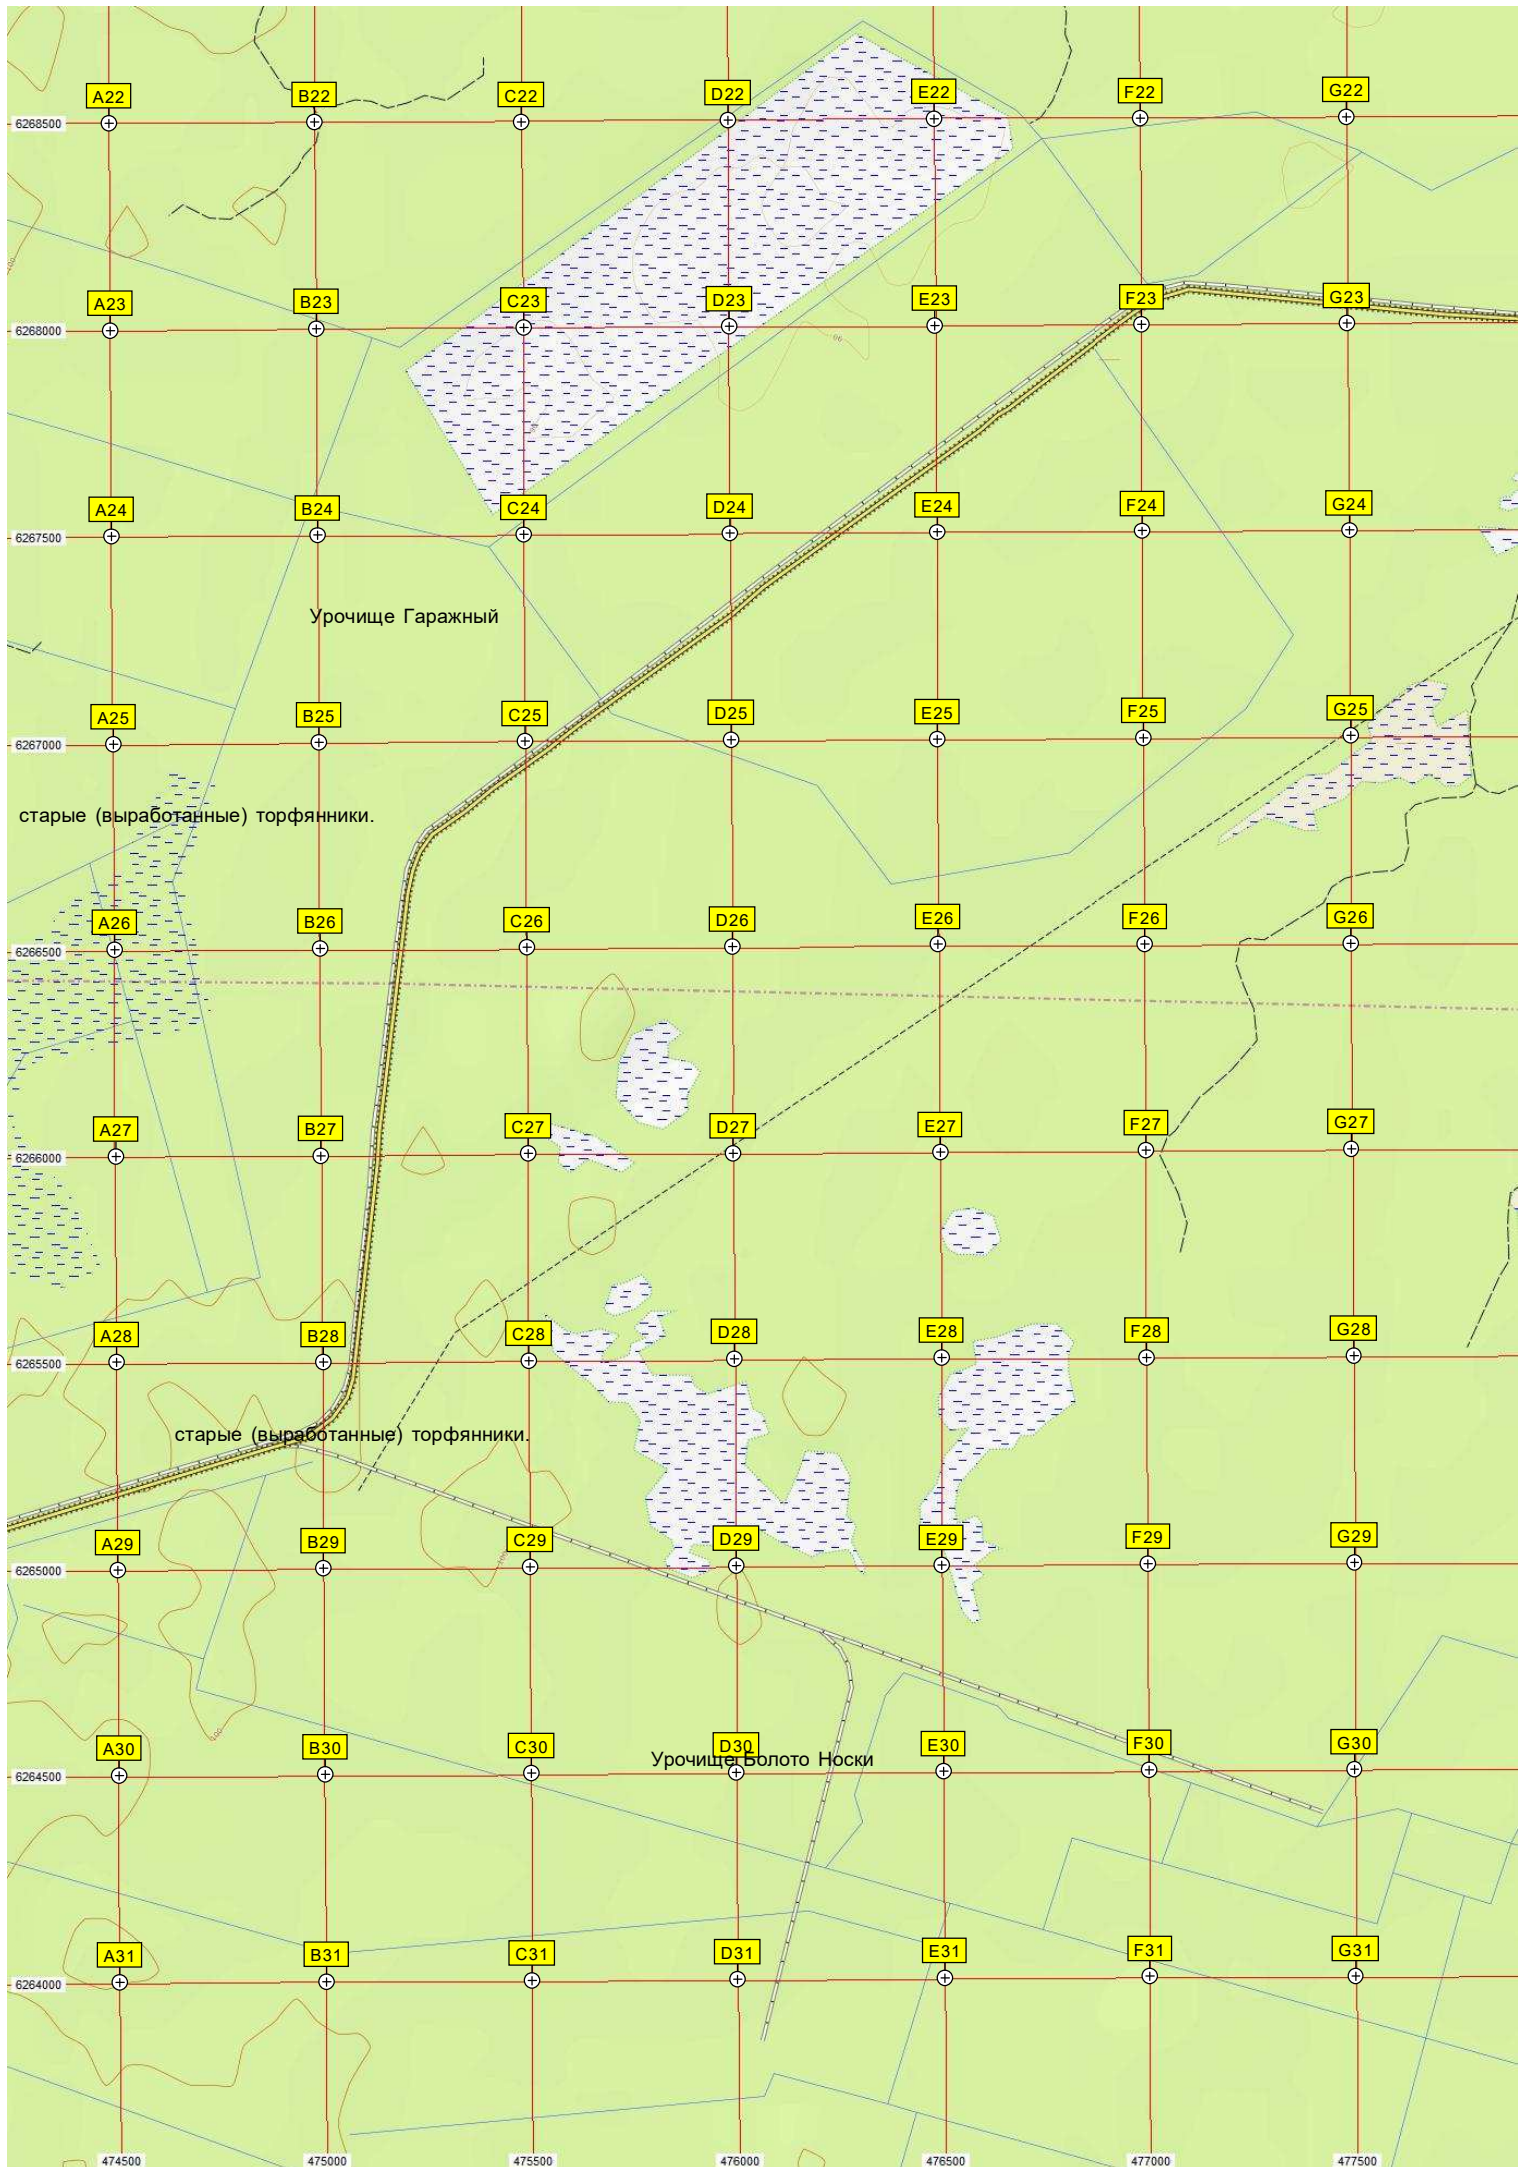 A22 B22 C22 D22 E22 F22 G22
6268500
100
A23 B23 C23 D23 E23 F23 G23
6268000
90
A24 B24 C24 D24 E24 F24 G24
6267500
Урочище Гаражный
A25 B25 C25 D25 E25 F25 G25
6267000
старые (выработанные) торфянники.
A26 B26 C26 D26 E26 F26 G26
6266500
A27 B27 C27 D27 E27 F27 G27
6266000
A28 B28 C28 D28 E28 F28 G28
6265500
старые (выработанные) торфянники.
A29 B29 C29 D29 E29 F29 G29
6265000
100
A30 B30 C30 D30 E30 F30 G30
Урочище Болото Носки
6264500
A31 B31 C31 D31 E31 F31 G31
6264000
474500 475000 475500 476000 476500 477000 477500